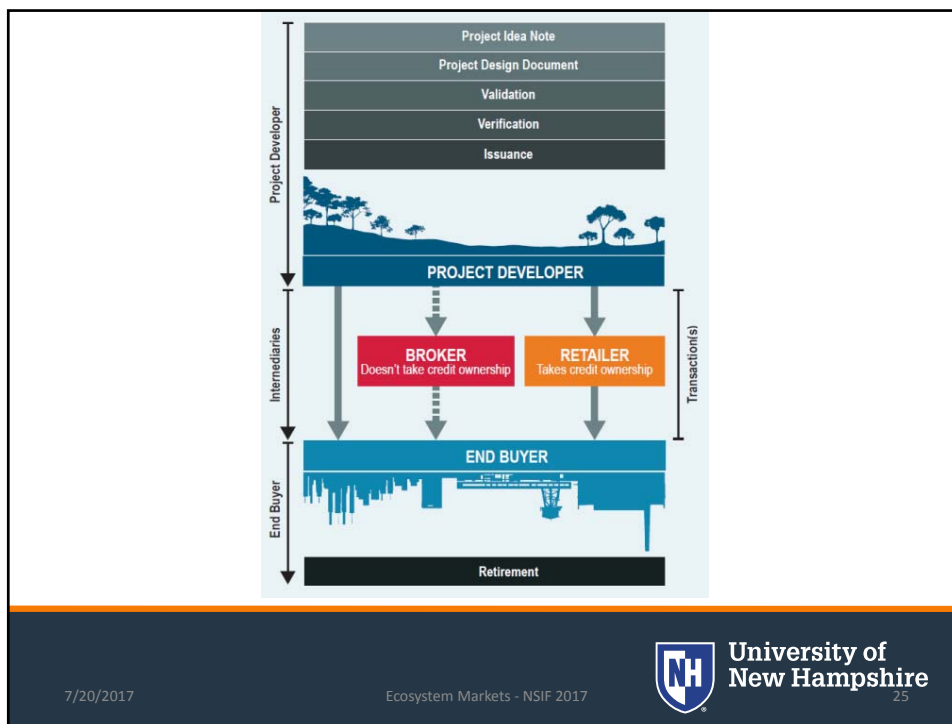 Project Idea Note
Project Design Document
Validation
Verification
Issuance
Project Developer
PROJECT DEVELOPER
Internediaries
BROKER
Doesn't take credit ownership
RETAILER
Takes credit ownership
Transaction(s)
END BUYER
End Buyer
Retirement
7/20/2017
Ecosystem Markets - NSIF 2017
NH
University of
New Hampshire
25